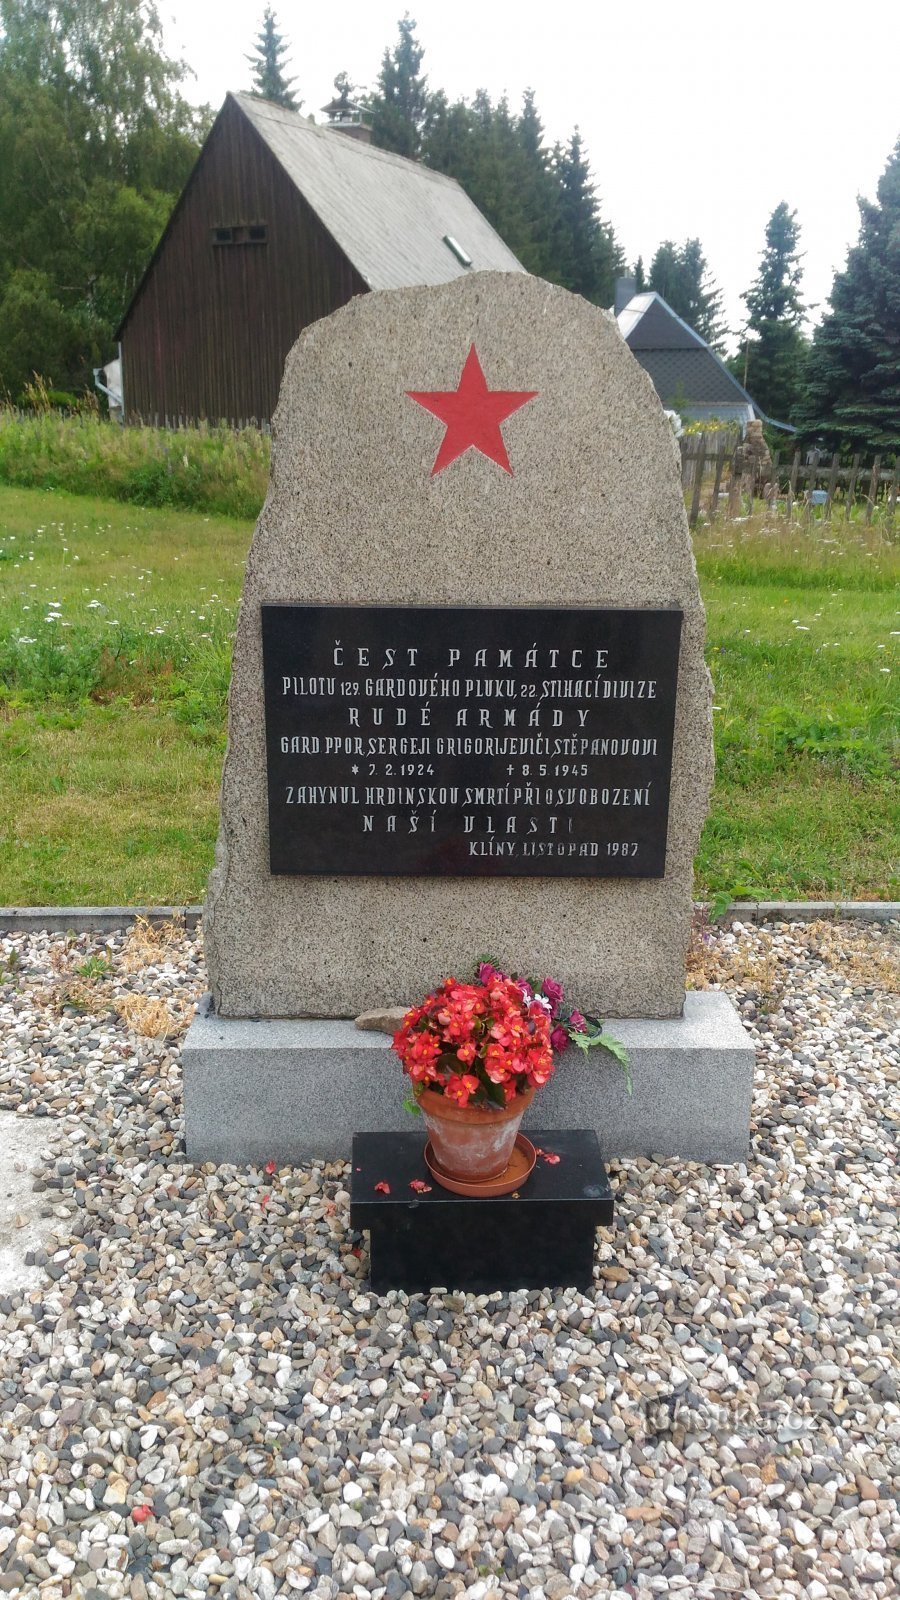 ČEST PAMÁTCE
PILOTU 129. GARDOVÉHO PLUKU, 22. STIHACÍ DIVIZE
RUDÉ ARMÁDY
GARD. PPOR. SERGEJI GRIGORIJEVIČI, STĚPANOVOVI
* 7. 2. 1924 † 8. 5. 1945
ZAHYNUL HRDINSKOU SMRTÍ PŘI OSVOBOZENÍ
NAŠÍ VLASTI
KLÍNY, LISTOPAD 1987